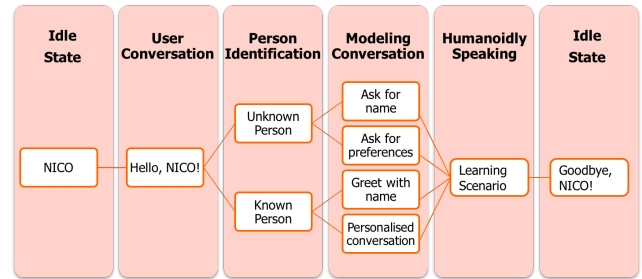 Idle
State
User
Conversation
Person
Identification
Modeling
Conversation
Humanoidly
Speaking
Idle
State
NICO
Hello, NICO!
Unknown
Person
Known
Person
Ask for
name
Ask for
preferences
Greet with
name
Personalised
conversation
Learning
Scenario
Goodbye,
NICO!